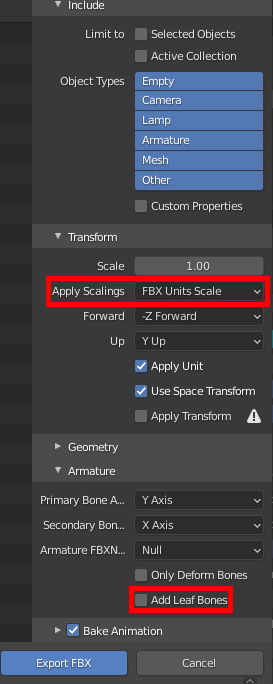 Include
Limit to Selected Objects
Active Collection
Object Types Empty
Camera
Lamp
Armature
Mesh
Other
Custom Properties
Transform
Scale 1.00
Apply Scalings FBX Units Scale
Forward -Z Forward
Up Y Up
Apply Unit
Use Space Transform
Apply Transform
Geometry
Armature
Primary Bone A... Y Axis
Secondary Bon... X Axis
Armature FBXN... Null
Only Deform Bones
Add Leaf Bones
Bake Animation
Export FBX Cancel